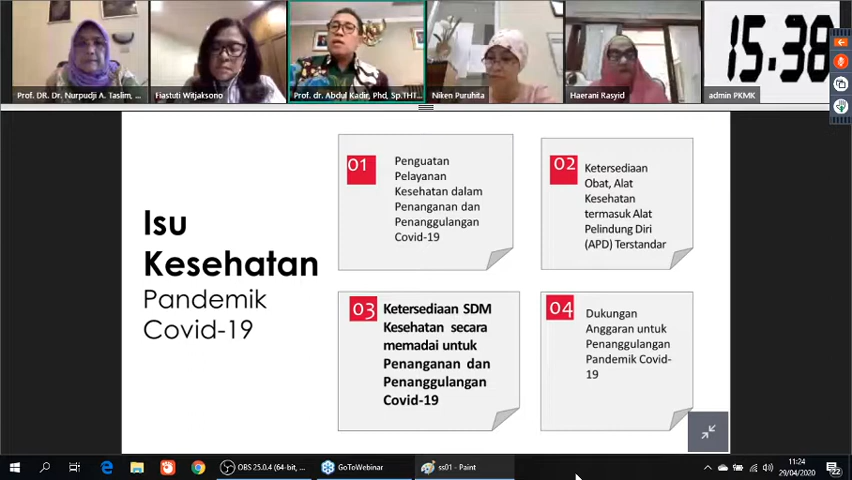 15.38
Prof. DR. Dr. Nurpudji A. Taslim, ...
Fiastuti Witjaksono
Prof. dr. Abdul Kadir, Phd, Sp.THT...
Niken Puruhita
Haerani Rasyid
admin PKMK
Isu
Kesehatan
Pandemik
Covid-19
01
Penguatan
Pelayanan
Kesehatan dalam
Penanganan dan
Penanggulangan
Covid-19
02
Ketersediaan
Obat, Alat
Kesehatan
termasuk Alat
Pelindung Diri
(APD) Terstandar
03
Ketersediaan SDM
Kesehatan secara
memadai untuk
Penanganan dan
Penanggulangan
Covid-19
04
Dukungan
Anggaran untuk
Penanggulangan
Pandemik Covid-
19
OBS 25.0.4 (64-bit, ...
GoToWebinar
ss01 - Paint
11:24
29/04/2020
22